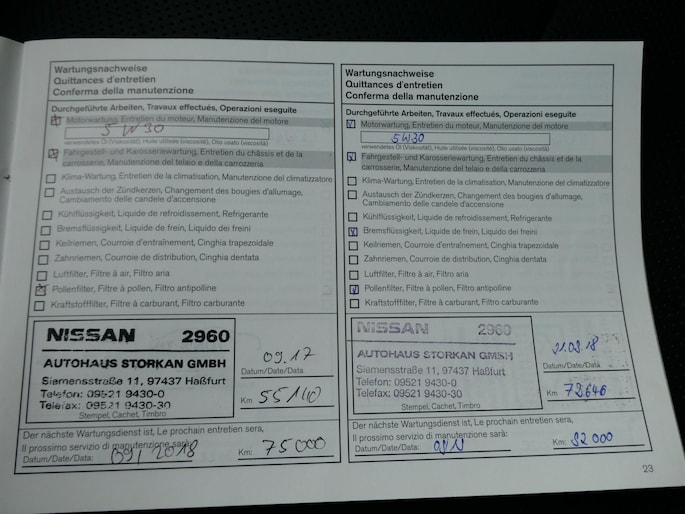 Wartungsnachweise
Quittances d'entretien
Conferma della manutenzione
Durchgeführte Arbeiten, Travaux effectués, Operazioni eseguite
Motorwartung, Entretien du moteur, Manutenzione del motore
5W30
verwendetes Öl (Viskosität), Huile utilisée (viscosité), Olio usato (viscosità)
Fahrgestell- und Karosseriewartung, Entretien du châssis et de la
carrosserie, Manutenzione del telaio e della carrozzeria
Klima-Wartung, Entretien de la climatisation, Manutenzione del climatizzatore
Austausch der Zündkerzen, Changement des bougies d'allumage,
Cambiamento delle candele d'accensione
Kühlflüssigkeit, Liquide de refroidissement, Refrigerante
Bremsflüssigkeit, Liquide de frein, Liquido dei freini
Keilriemen, Courroie d'entraînement, Cinghia trapezoidale
Zahnriemen, Courroie de distribution, Cinghia dentata
Luftfilter, Filtre à air, Filtro aria
Pollenfilter, Filtre à pollen, Filtro antipolline
Kraftstofffilter, Filtre à carburant, Filtro carburante
NISSAN 2960
AUTOHAUS STORKAN GMBH
Siemensstraße 11, 97437 Haßfurt
Telefon: 09521 9430-0
Telefax: 09521 9430-30
Stempel, Cachet, Timbro
09.17
Datum/Date/Data
Km 55140
Der nächste Wartungsdienst ist, Le prochain entretien sera,
Il prossimo servizio di manutenzione sarà:
Datum/Date/Data: 09/2018 Km: 75000
Wartungsnachweise
Quittances d'entretien
Conferma della manutenzione
Durchgeführte Arbeiten, Travaux effectués, Operazioni eseguite
Motorwartung, Entretien du moteur, Manutenzione del motore
5W30
verwendetes Öl (Viskosität), Huile utilisée (viscosité), Olio usato (viscosità)
Fahrgestell- und Karosseriewartung, Entretien du châssis et de la
carrosserie, Manutenzione del telaio e della carrozzeria
Klima-Wartung, Entretien de la climatisation, Manutenzione del climatizzatore
Austausch der Zündkerzen, Changement des bougies d'allumage,
Cambiamento delle candele d'accensione
Kühlflüssigkeit, Liquide de refroidissement, Refrigerante
Bremsflüssigkeit, Liquide de frein, Liquido dei freini
Keilriemen, Courroie d'entraînement, Cinghia trapezoidale
Zahnriemen, Courroie de distribution, Cinghia dentata
Luftfilter, Filtre à air, Filtro aria
Pollenfilter, Filtre à pollen, Filtro antipolline
Kraftstofffilter, Filtre à carburant, Filtro carburante
NISSAN 2960
AUTOHAUS STORKAN GMBH
Siemensstraße 11, 97437 Haßfurt
Telefon: 09521 9430-0
Telefax: 09521 9430-30
Stempel, Cachet, Timbro
Datum/Date/Data
Km
Der nächste Wartungsdienst ist, Le prochain entretien sera,
Il prossimo servizio di manutenzione sarà:
Datum/Date/Data: Km: 92000
23